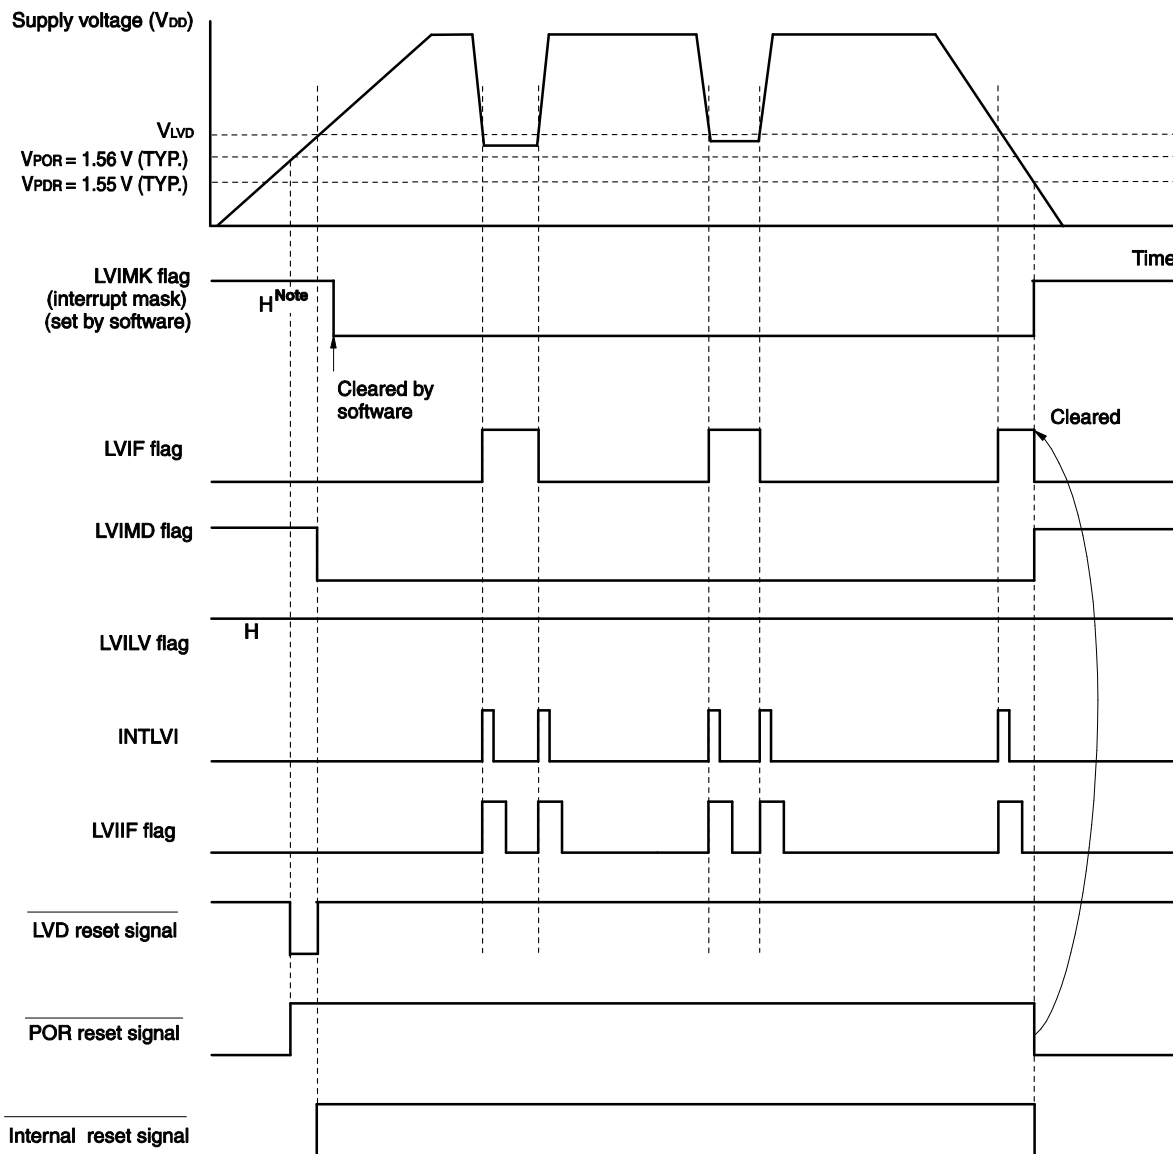 Supply voltage (VDD)
VLVD
VPOR = 1.56 V (TYP.)
VPDR = 1.55 V (TYP.)
Time
LVIMK flag
(interrupt mask)
(set by software)
H Note
Cleared by
software
Cleared
LVIF flag
LVIMD flag
H
LVILV flag
INTLVI
LVIIF flag
LVD reset signal
POR reset signal
Internal reset signal